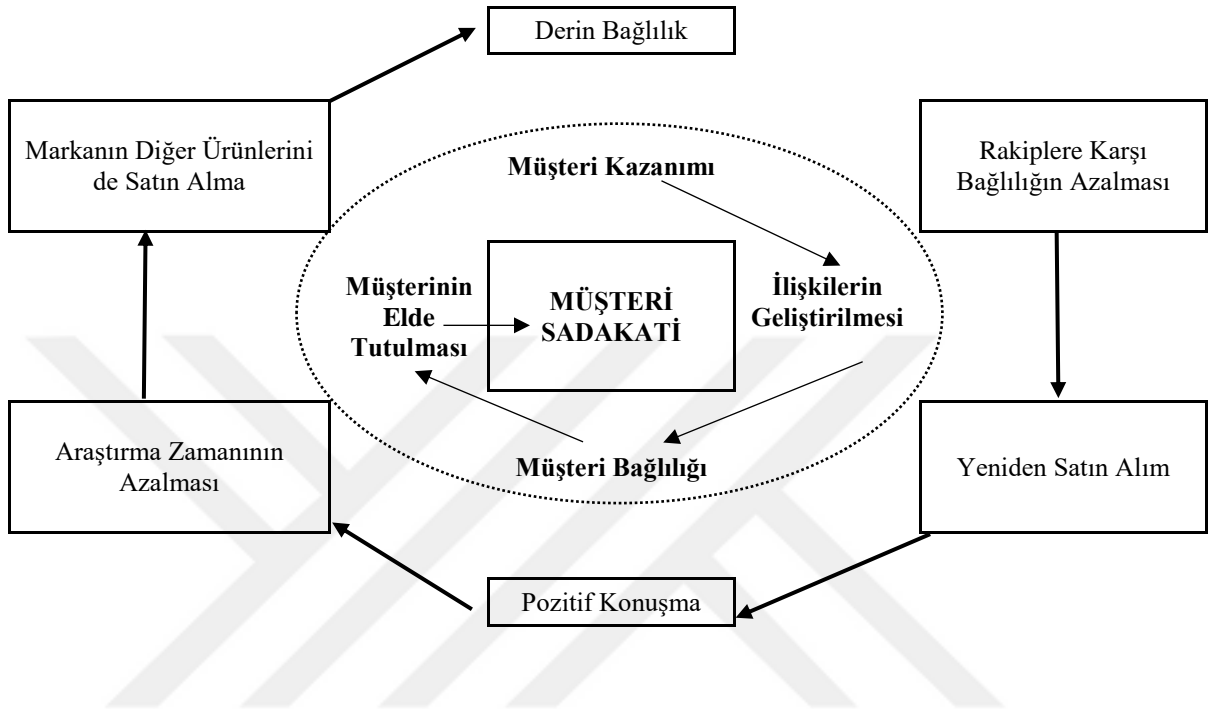 Derin Bağlılık
Markanın Diğer Ürünlerini
de Satın Alma
Rakiplere Karşı
Bağlılığın Azalması
Müşteri Kazanımı
Müşterinin
Elde
Tutulması
MÜŞTERİ
SADAKATİ
İlişkilerin
Geliştirilmesi
Müşteri Bağlılığı
Araştırma Zamanının
Azalması
Yeniden Satın Alım
Pozitif Konuşma